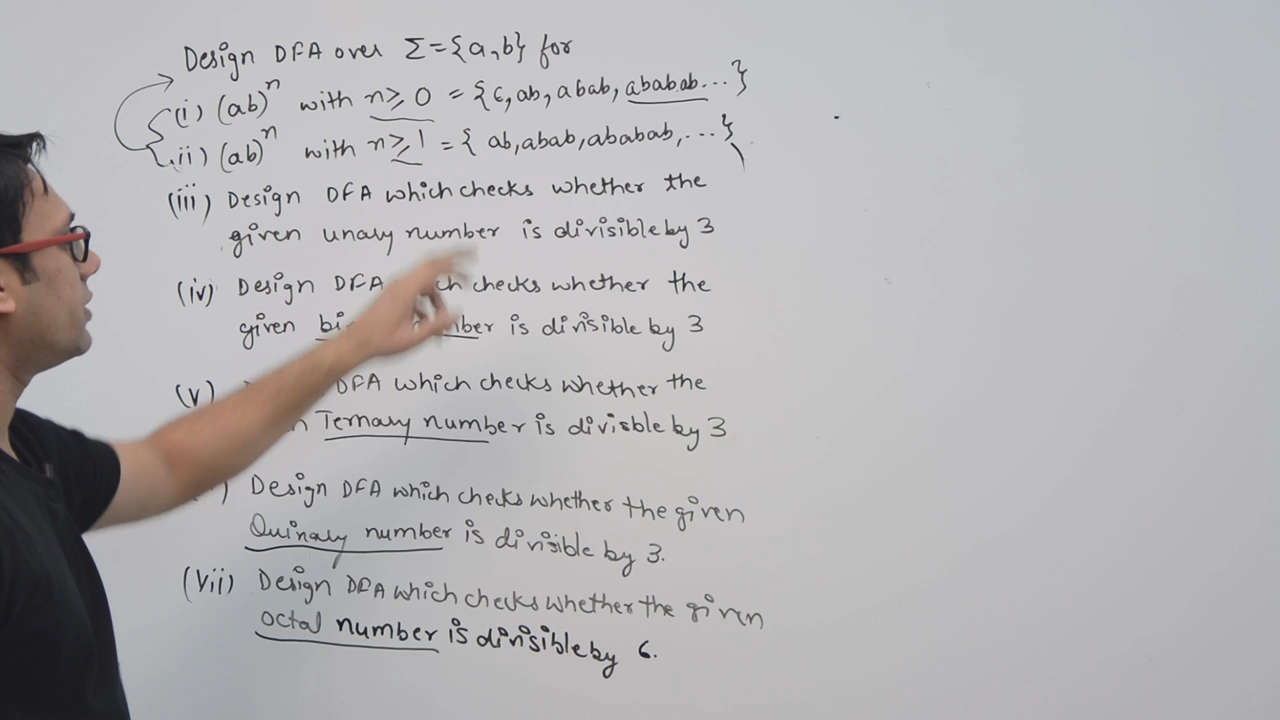 Design DFA over Σ={a,b} for
(i) (ab)ⁿ with n≥0 = {ϵ, ab, abab, ababab...}
ii) (ab)ⁿ with n≥1 = { ab, abab, ababab, ...}
(iii) Design DFA which checks whether the
given unary number is divisible by 3
(iv) Design DFA checks whether the
given is divisible by 3
(v) DFA which checks whether the
Ternary number is divisble by 3
) Design DFA which checks whether the given
Quinary number is divisible by 3.
(vii) Design DFA which checks whether the given
octal number is divisible by 6.